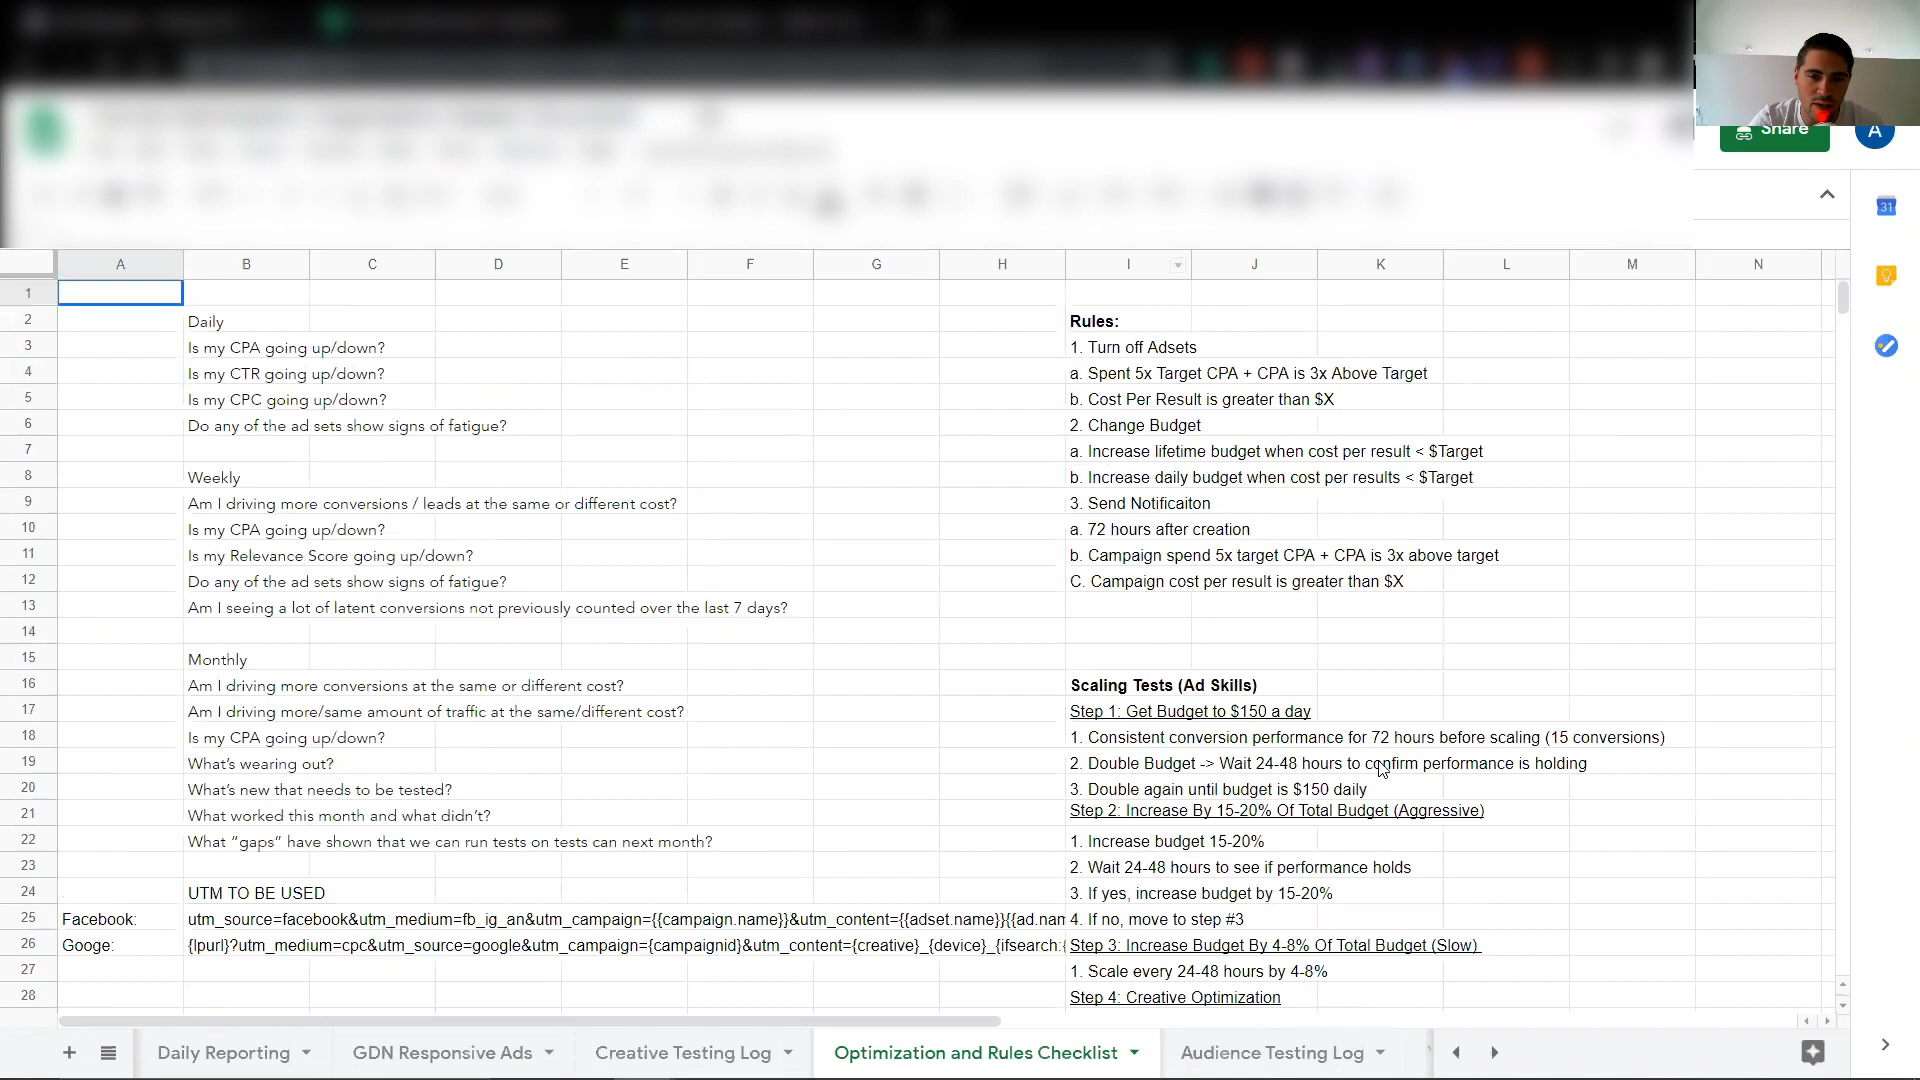 Share
A
31
A B C D E F G H I J K L M N
1
2 Daily Rules:
3 Is my CPA going up/down? 1. Turn off Adsets
4 Is my CTR going up/down? a. Spent 5x Target CPA + CPA is 3x Above Target
5 Is my CPC going up/down? b. Cost Per Result is greater than $X
6 Do any of the ad sets show signs of fatigue? 2. Change Budget
7 a. Increase lifetime budget when cost per result < $Target
8 Weekly b. Increase daily budget when cost per results < $Target
9 Am I driving more conversions / leads at the same or different cost? 3. Send Notificaiton
10 Is my CPA going up/down? a. 72 hours after creation
11 Is my Relevance Score going up/down? b. Campaign spend 5x target CPA + CPA is 3x above target
12 Do any of the ad sets show signs of fatigue? C. Campaign cost per result is greater than $X
13 Am I seeing a lot of latent conversions not previously counted over the last 7 days?
14
15 Monthly
16 Am I driving more conversions at the same or different cost? Scaling Tests (Ad Skills)
17 Am I driving more/same amount of traffic at the same/different cost? Step 1: Get Budget to $150 a day
18 Is my CPA going up/down? 1. Consistent conversion performance for 72 hours before scaling (15 conversions)
19 What's wearing out? 2. Double Budget -> Wait 24-48 hours to confirm performance is holding
20 What's new that needs to be tested? 3. Double again until budget is $150 daily
21 What worked this month and what didn't? Step 2: Increase By 15-20% Of Total Budget (Aggressive)
22 What "gaps" have shown that we can run tests on tests can next month? 1. Increase budget 15-20%
23 2. Wait 24-48 hours to see if performance holds
24 UTM TO BE USED 3. If yes, increase budget by 15-20%
25 Facebook: utm_source=facebook&utm_medium=fb_ig_an&utm_campaign={{campaign.name}}&utm_content={{adset.name}}{{ad.nam 4. If no, move to step #3
26 Googe: {lpurl}?utm_medium=cpc&utm_source=google&utm_campaign={campaignid}&utm_content={creative}_{device}_{ifsearch:{ Step 3: Increase Budget By 4-8% Of Total Budget (Slow)
27 1. Scale every 24-48 hours by 4-8%
28 Step 4: Creative Optimization
Daily Reporting GDN Responsive Ads Creative Testing Log Optimization and Rules Checklist Audience Testing Log